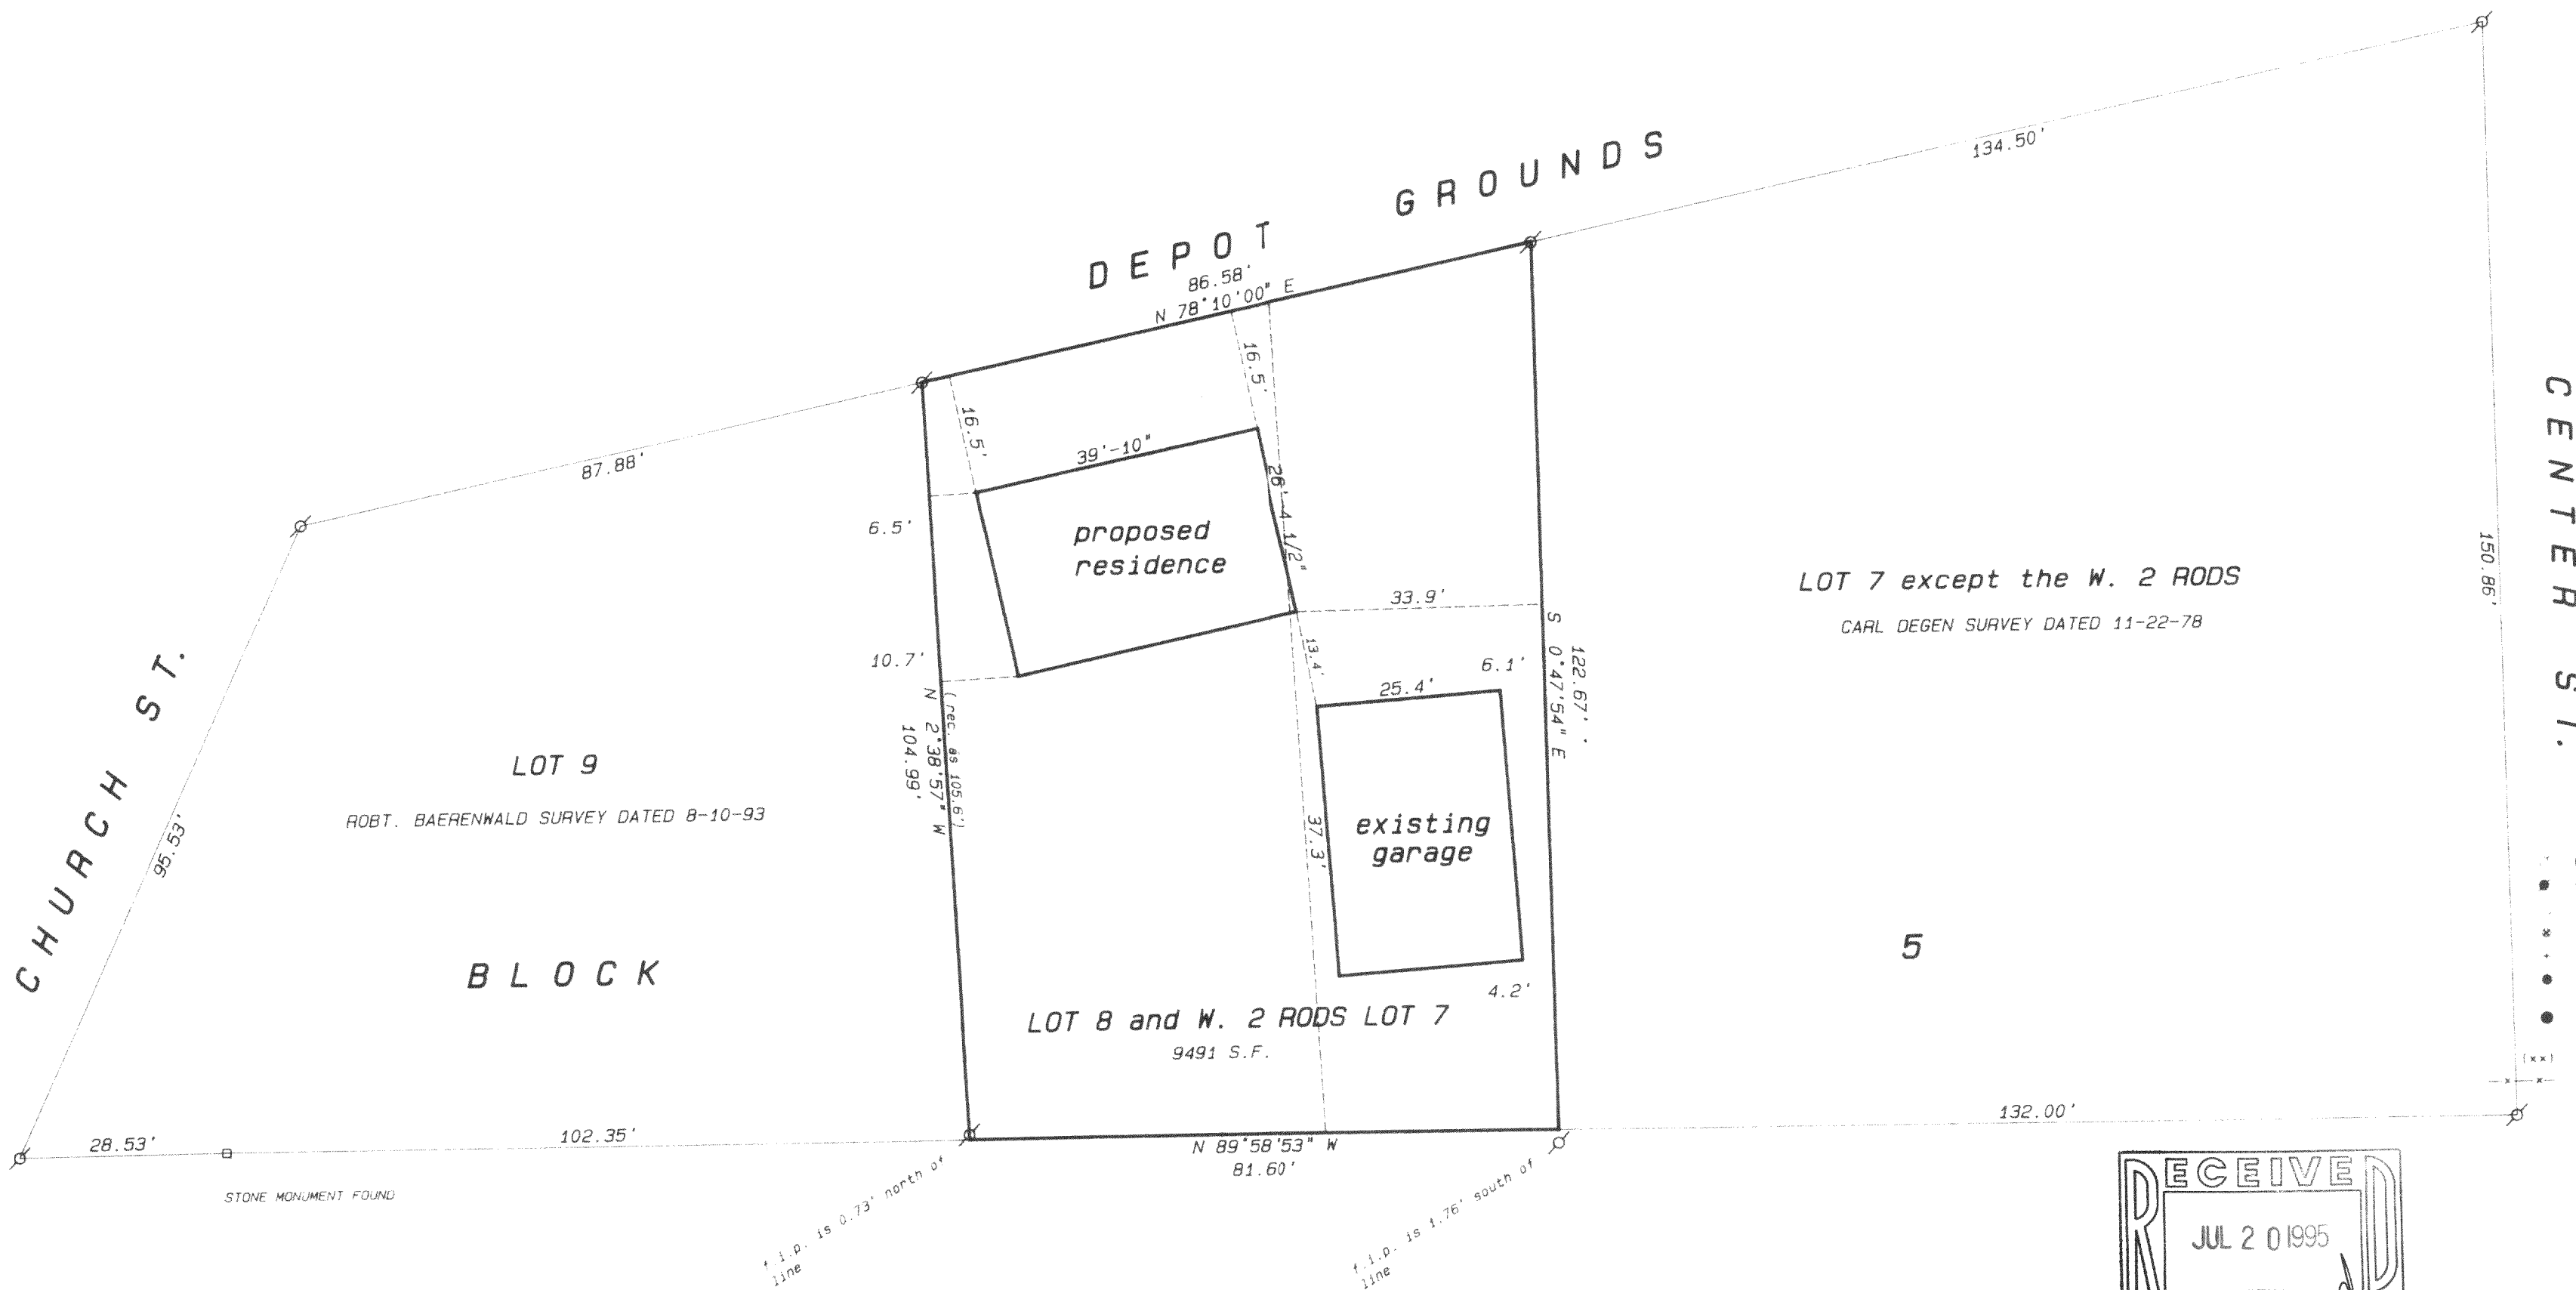 DEPOT GROUNDS
134.50'
86.58'
N 78°10'00" E
16.5'
16.5'
87.88'
39'-10"
26'-4 1/2"
6.5'
proposed
residence
33.9'
10.7'
13.4'
25.4'
6.1'
S 0°47'54" E
122.67'
(rec. as 105.6')
N 2°38'57" W
104.99'
LOT 7 except the W. 2 RODS
CARL DEGEN SURVEY DATED 11-22-78
150.86'
CENTER ST.
CHURCH ST.
95.53'
LOT 9
ROBT. BAERENWALD SURVEY DATED 8-10-93
37.3'
existing
garage
BLOCK
5
4.2'
LOT 8 and W. 2 RODS LOT 7
9491 S.F.
28.53'
102.35'
N 89°58'53" W
81.60'
132.00'
STONE MONUMENT FOUND
f.i.p. is 0.73' north of
line
f.i.p. is 1.76' south of
line
RECEIVED
JUL 20 1995